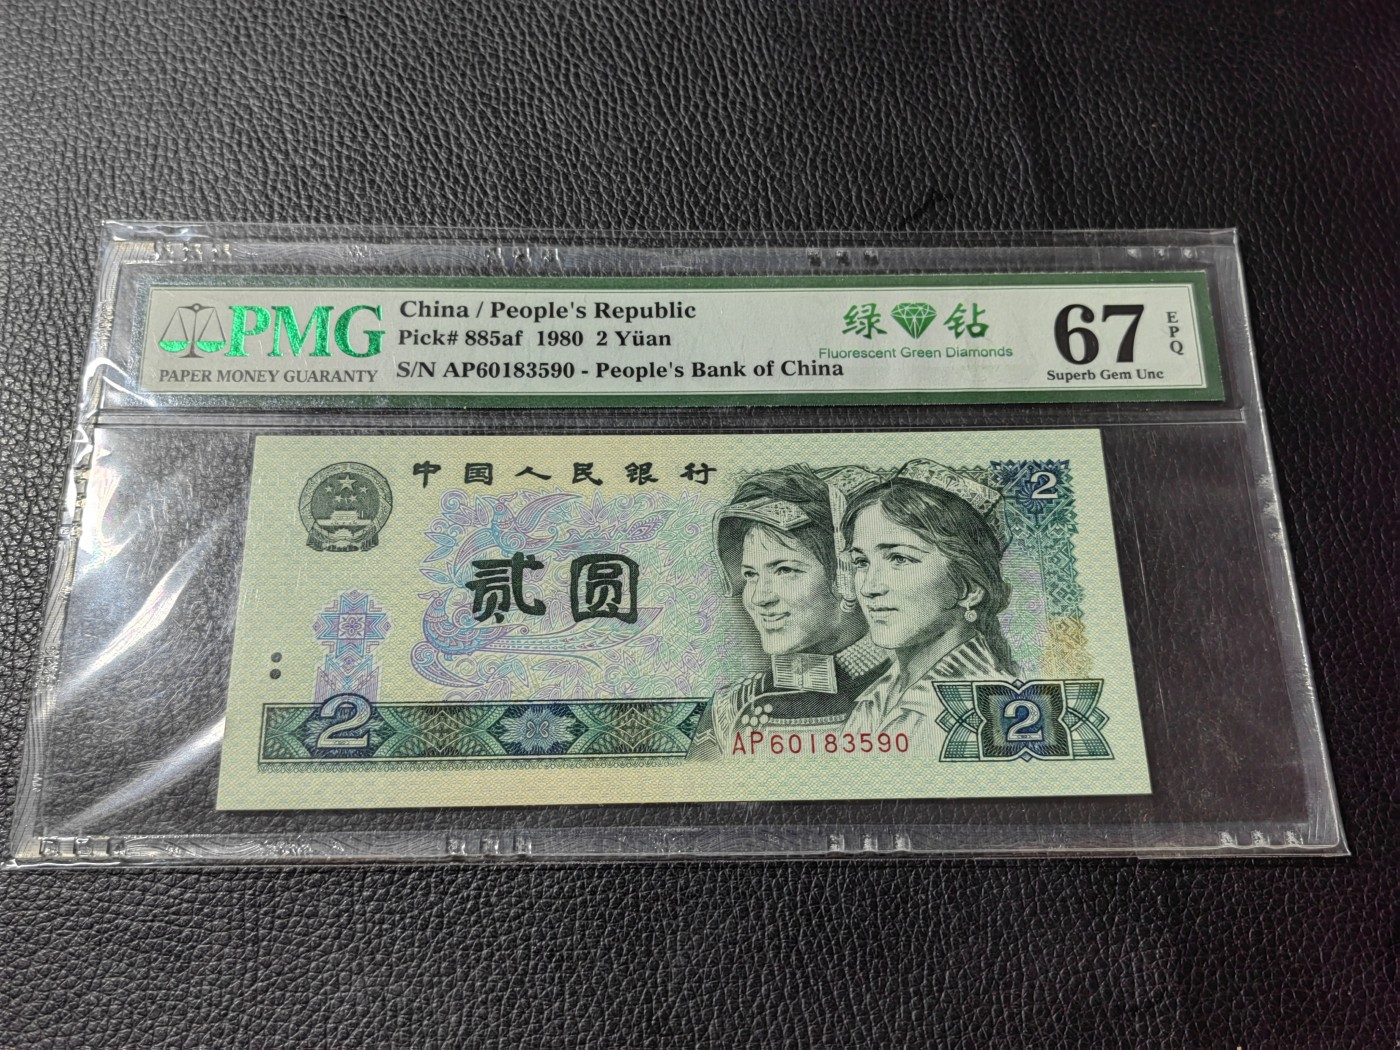 PMG
PAPER MONEY GUARANTY
China / People's Republic
Pick# 885af 1980 2 Yüan
S/N AP60183590 - People's Bank of China
绿 钻
Fluorescent Green Diamonds
67
EPQ
Superb Gem Unc
中国人民银行
2
贰圆
2
AP60183590
2